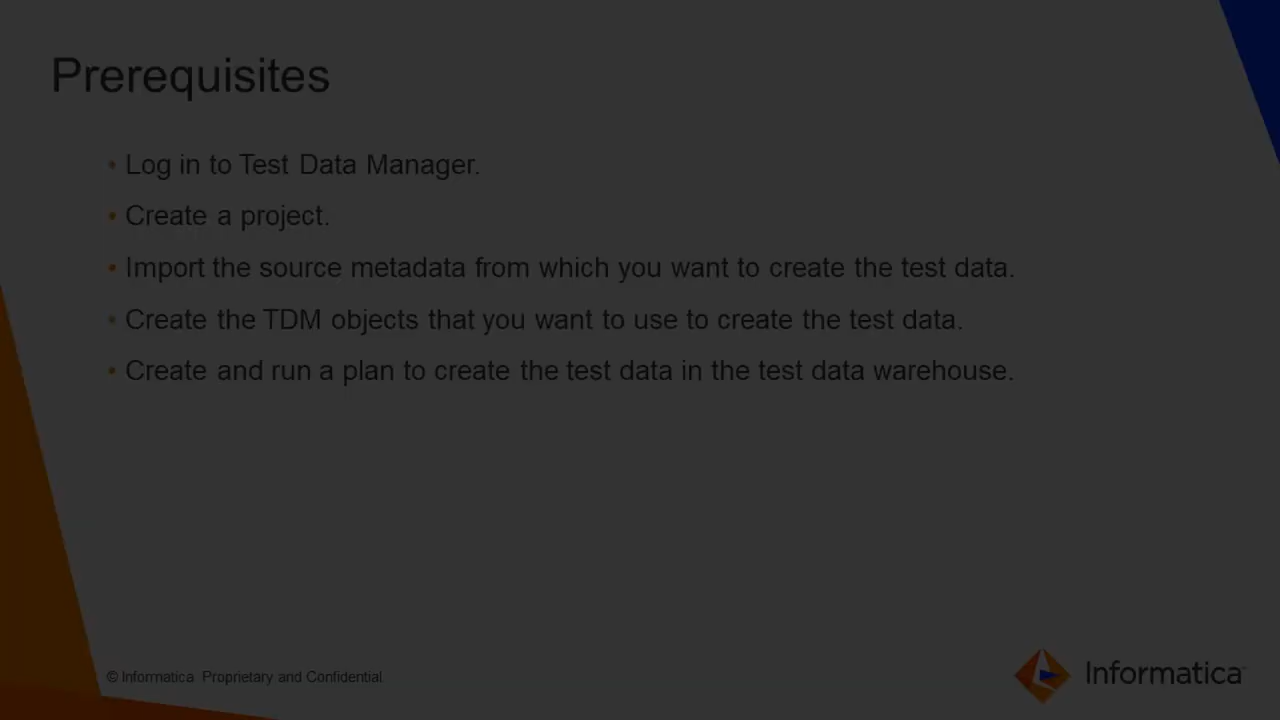 Prerequisites
• Log in to Test Data Manager.
• Create a project.
• Import the source metadata from which you want to create the test data.
• Create the TDM objects that you want to use to create the test data.
• Create and run a plan to create the test data in the test data warehouse.
© Informatica. Proprietary and Confidential
Informatica